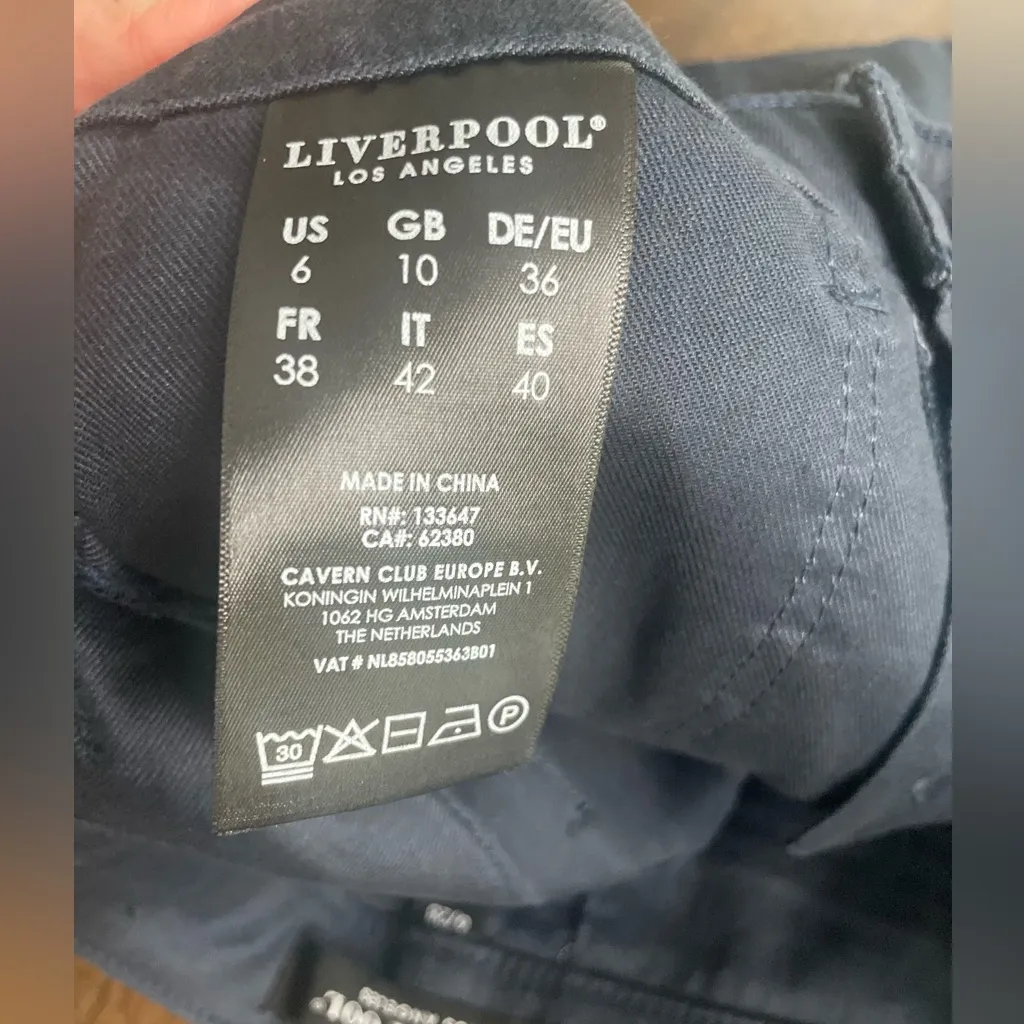 LIVERPOOL®
LOS ANGELES
US GB DE/EU
6 10 36
FR IT ES
38 42 40
MADE IN CHINA
RN#: 133647
CA#: 62380
CAVERN CLUB EUROPE B.V.
KONINGIN WILHELMINAPLEIN 1
1062 HG AMSTERDAM
THE NETHERLANDS
VAT # NL858055363B01
30
P